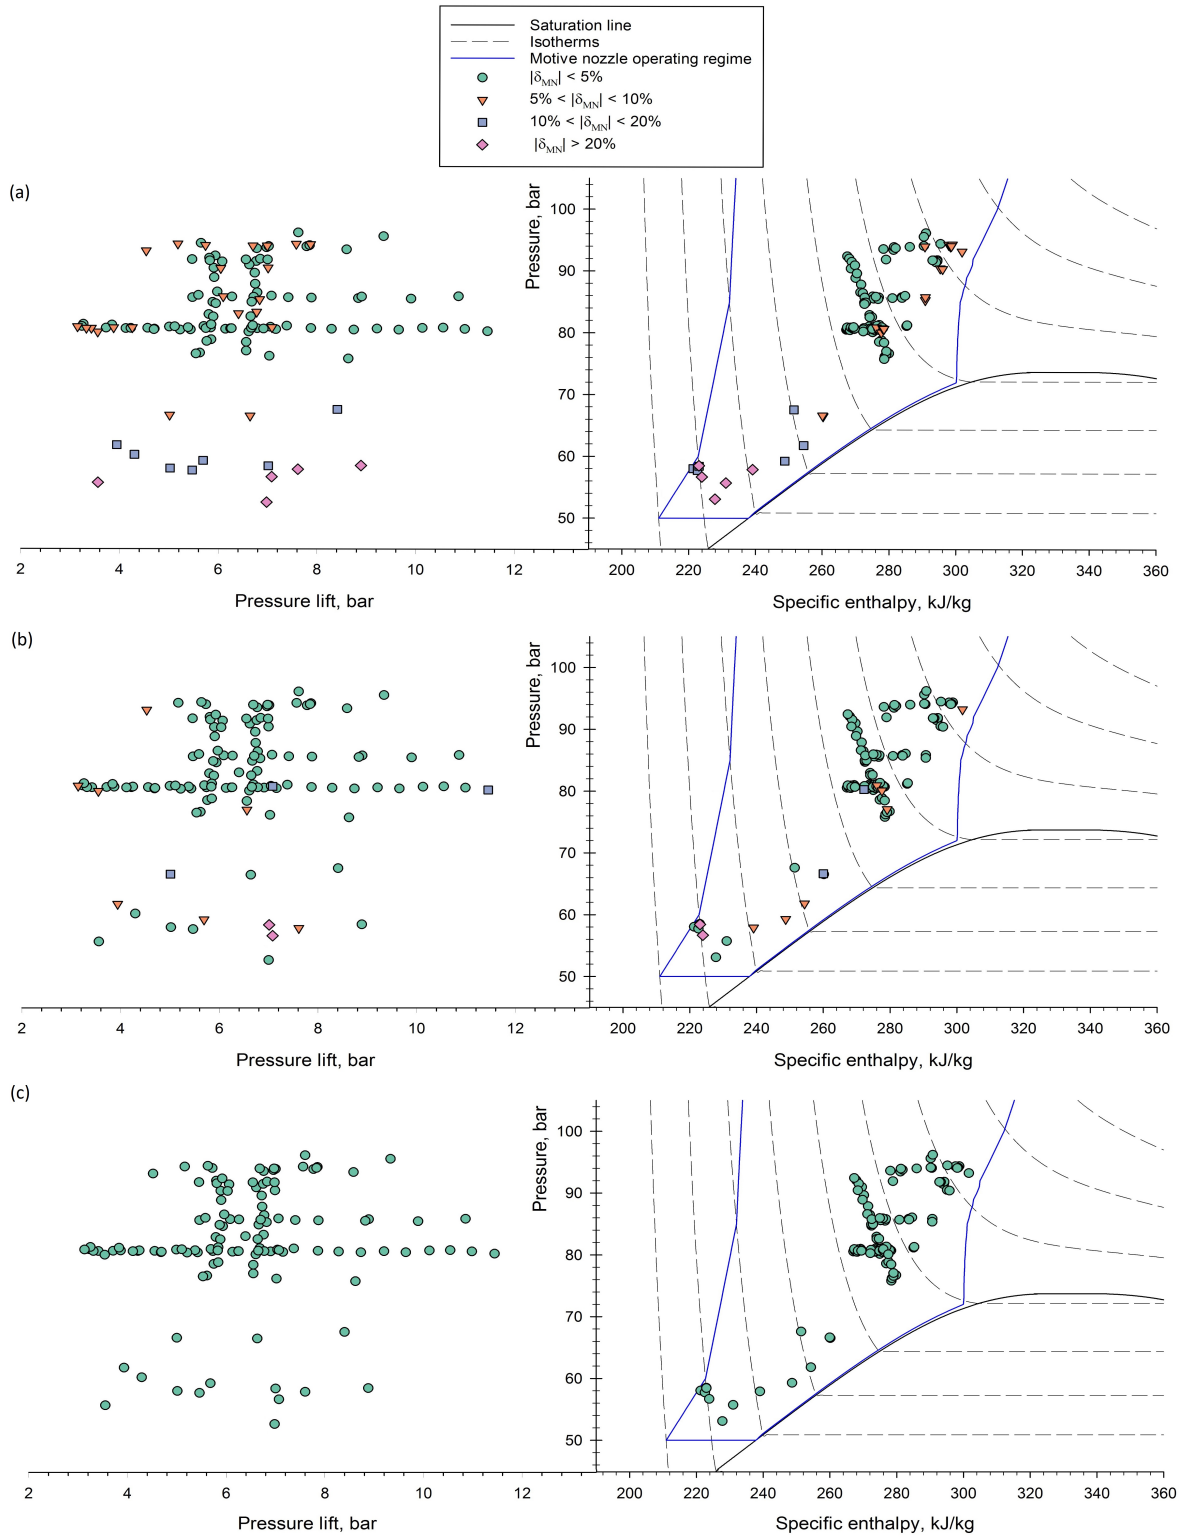 Saturation line
Isotherms
Motive nozzle operating regime
|δMN| < 5%
5% < |δMN| < 10%
10% < |δMN| < 20%
|δMN| > 20%
(a)
Pressure, bar
100
90
80
70
60
50
2 4 6 8 10 12
200 220 240 260 280 300 320 340 360
Pressure lift, bar
Specific enthalpy, kJ/kg
(b)
Pressure, bar
100
90
80
70
60
50
2 4 6 8 10 12
200 220 240 260 280 300 320 340 360
Pressure lift, bar
Specific enthalpy, kJ/kg
(c)
Pressure, bar
100
90
80
70
60
50
2 4 6 8 10 12
200 220 240 260 280 300 320 340 360
Pressure lift, bar
Specific enthalpy, kJ/kg